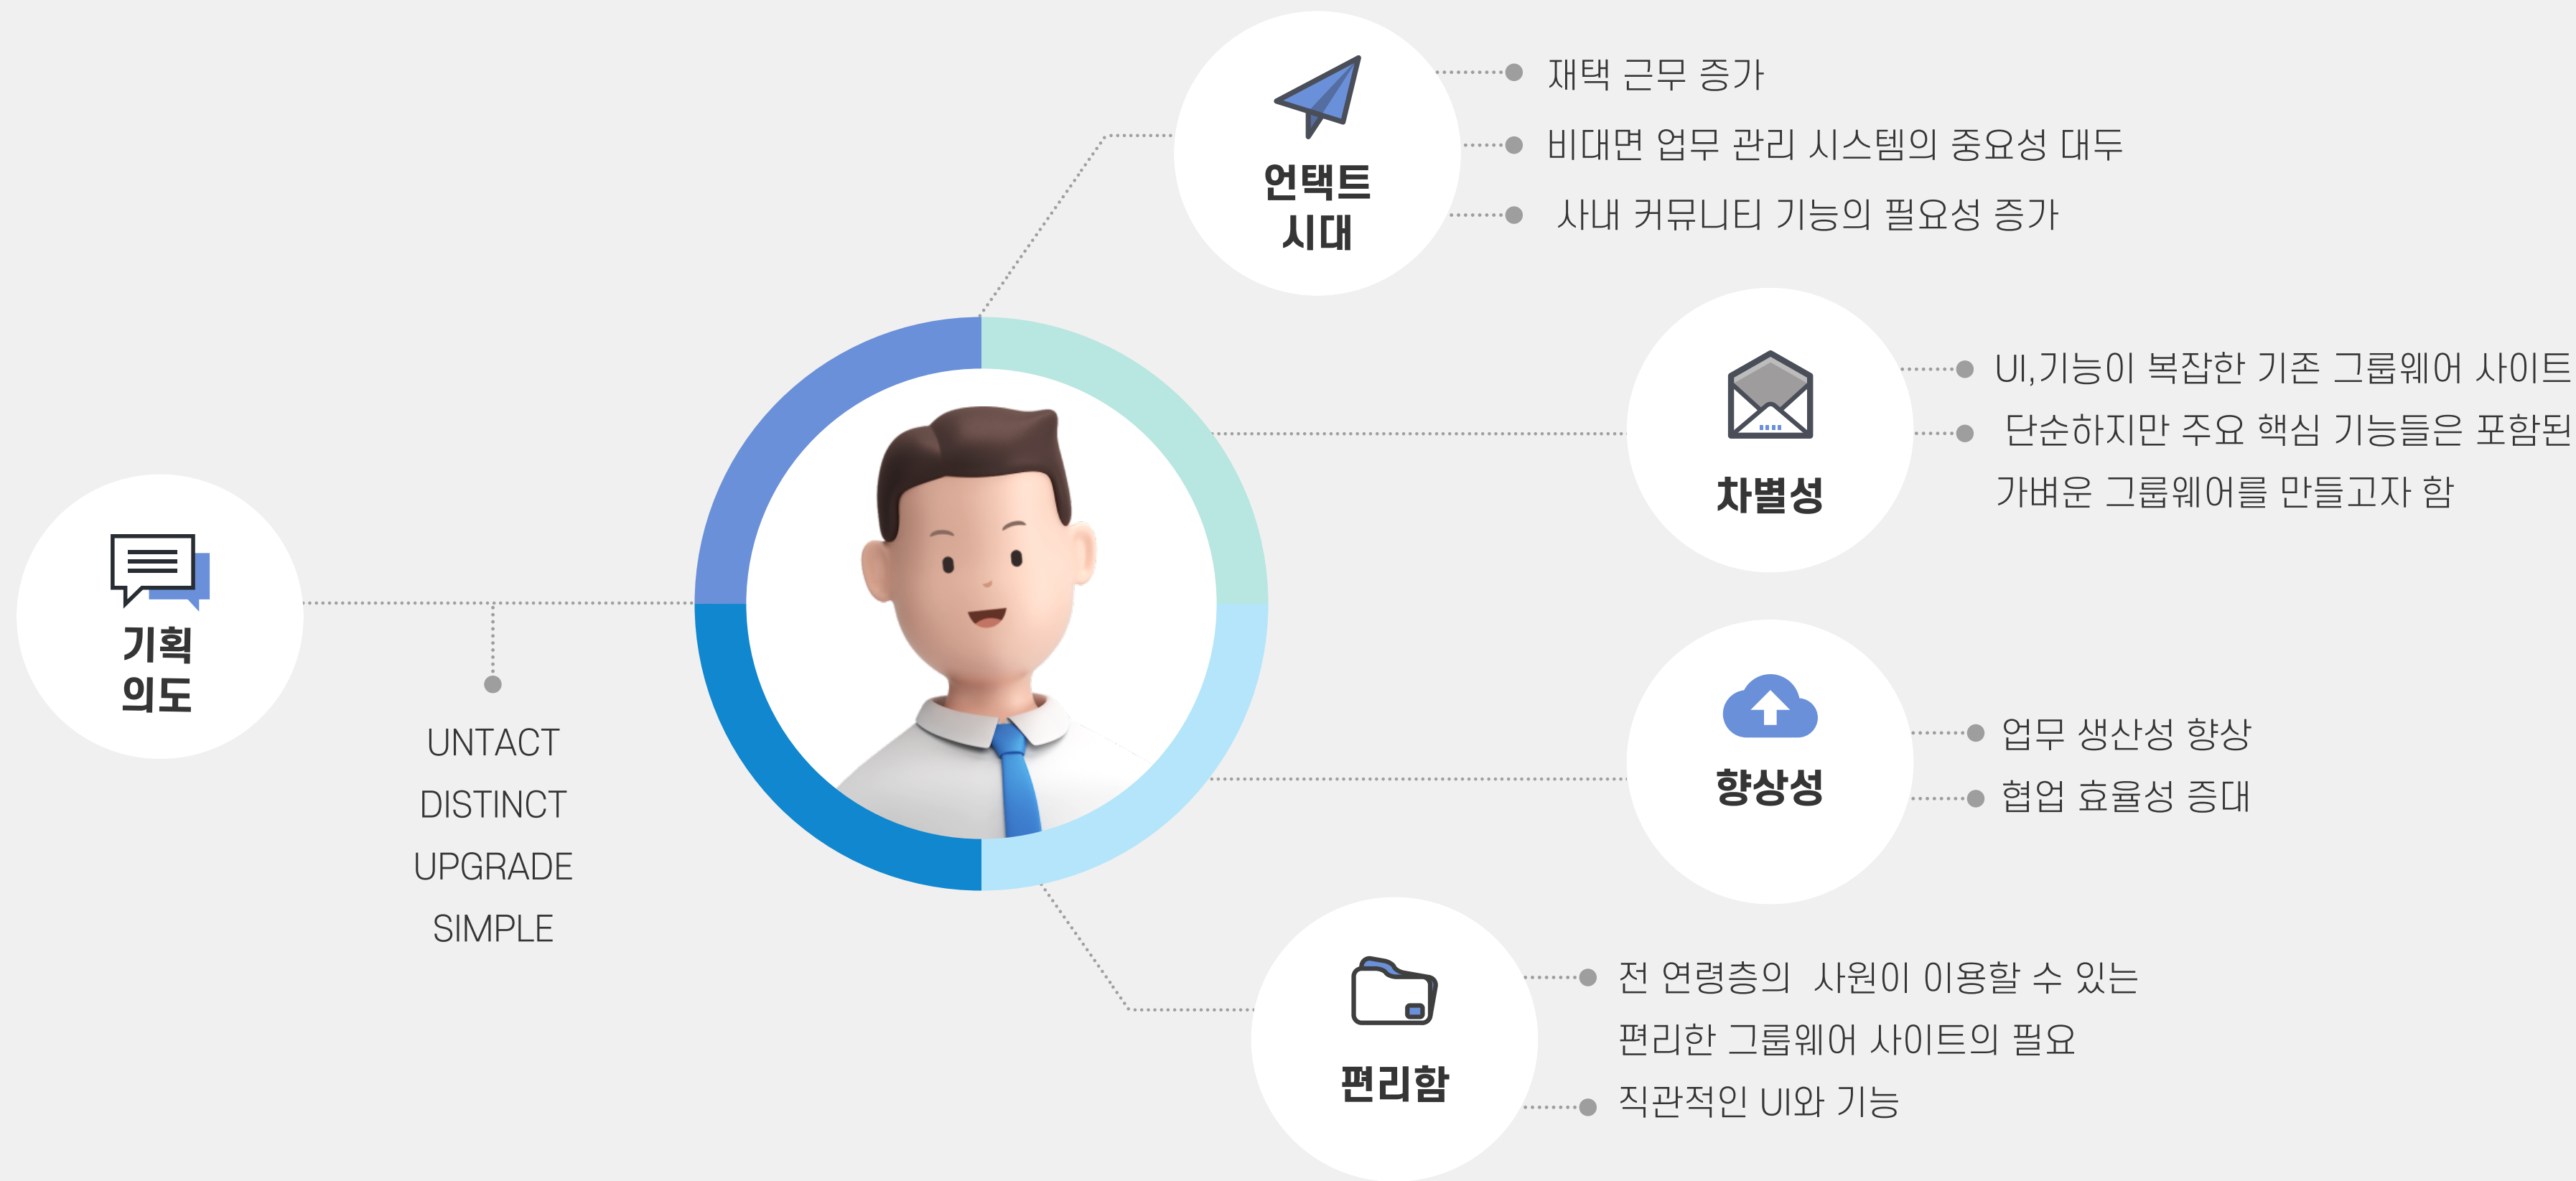 기획
의도
UNTACT
DISTINCT
UPGRADE
SIMPLE
언택트
시대
재택 근무 증가
비대면 업무 관리 시스템의 중요성 대두
사내 커뮤니티 기능의 필요성 증가
차별성
UI,기능이 복잡한 기존 그룹웨어 사이트
단순하지만 주요 핵심 기능들은 포함된
가벼운 그룹웨어를 만들고자 함
향상성
업무 생산성 향상
협업 효율성 증대
편리함
전 연령층의 사원이 이용할 수 있는
편리한 그룹웨어 사이트의 필요
직관적인 UI와 기능